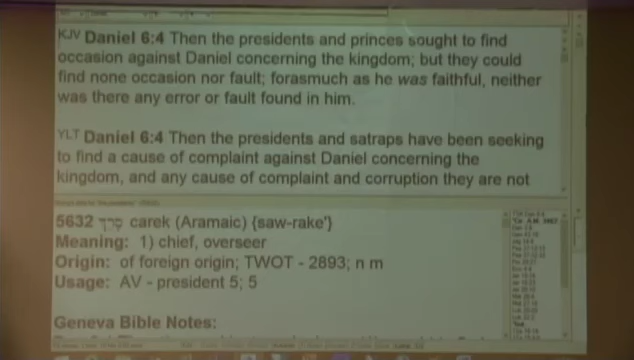 KJV Daniel 6:4 Then the presidents and princes sought to find
occasion against Daniel concerning the kingdom; but they could
find none occasion nor fault; forasmuch as he was faithful, neither
was there any error or fault found in him.
YLT Daniel 6:4 Then the presidents and satraps have been seeking
to find a cause of complaint against Daniel concerning the
kingdom, and any cause of complaint and corruption they are not
5632 סָרֵךְ carek (Aramaic) {saw-rake'}
Meaning: 1) chief, overseer
Origin: of foreign origin; TWOT - 2893; n m
Usage: AV - president 5; 5
Geneva Bible Notes: